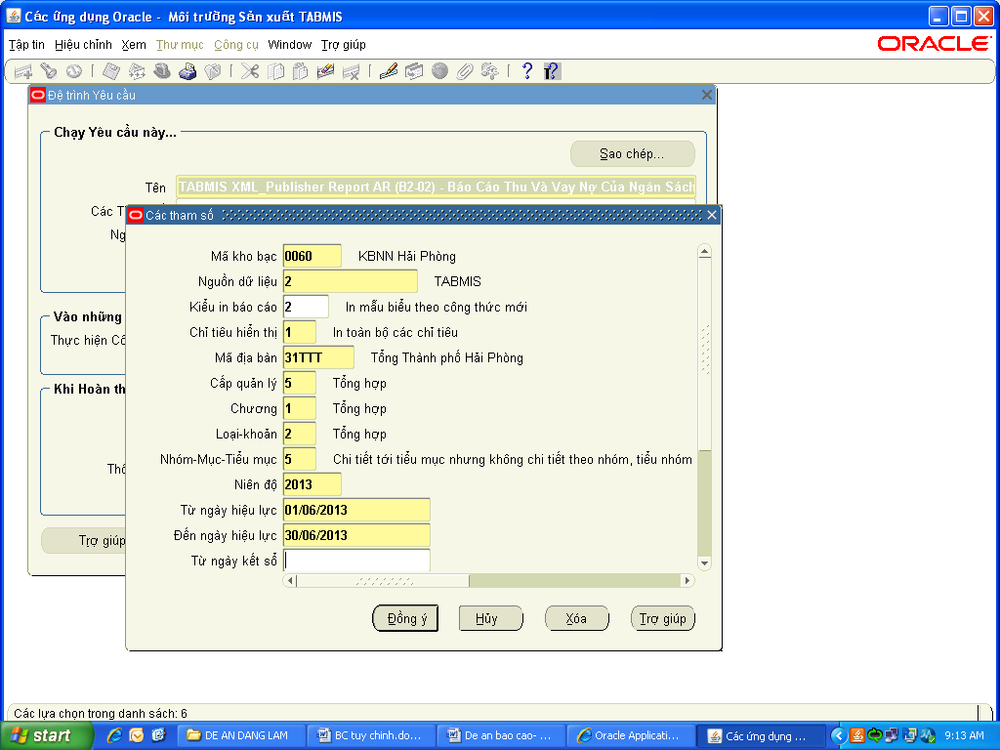 Các ứng dụng Oracle - Môi trường Sản xuất TABMIS
Tập tin Hiệu chỉnh Xem Thư mục Công cụ Window Trợ giúp
ORACLE
Đệ trình Yêu cầu
Chạy Yêu cầu này...
Sao chép...
Tên TABMIS XML_Publisher Report AR (B2-02) - Báo Cáo Thu Và Vay Nợ Của Ngân Sách
Các T
Ng
Các tham số
Mã kho bạc 0060 KBNN Hải Phòng
Nguồn dữ liệu 2 TABMIS
Kiểu in báo cáo 2 In mẫu biểu theo công thức mới
Chỉ tiêu hiển thị 1 In toàn bộ các chỉ tiêu
Mã địa bàn 31TTT Tổng Thành phố Hải Phòng
Cấp quản lý 5 Tổng hợp
Chương 1 Tổng hợp
Loại-khoản 2 Tổng hợp
Nhóm-Mục-Tiểu mục 5 Chi tiết tới tiểu mục nhưng không chi tiết theo nhóm, tiểu nhóm
Niên độ 2013
Từ ngày hiệu lực 01/06/2013
Đến ngày hiệu lực 30/06/2013
Từ ngày kết sổ
Vào những
Thực hiện Cô
Khi Hoàn th
Thô
Trợ giúp
Đồng ý Hủy Xóa Trợ giúp
Các lựa chọn trong danh sách: 6
start DE AN DANG LAM BC tuy chinh.do... De an bao cao- ... Oracle Applicati... Các ứng dụng ... 9:13 AM